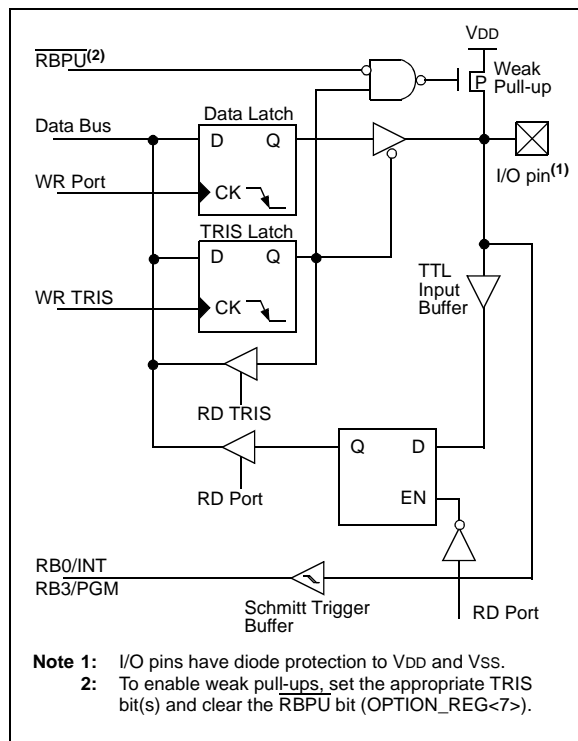 VDD
RBPU(2)
Weak
P
Pull-up
Data Latch
Data Bus
D Q
I/O pin(1)
WR Port
CK
TRIS Latch
D Q
TTL
Input
Buffer
WR TRIS
CK
RD TRIS
Q D
RD Port
EN
RB0/INT
RB3/PGM
Schmitt Trigger
Buffer
RD Port
Note 1: I/O pins have diode protection to VDD and VSS.
2: To enable weak pull-ups, set the appropriate TRIS
bit(s) and clear the RBPU bit (OPTION_REG<7>).